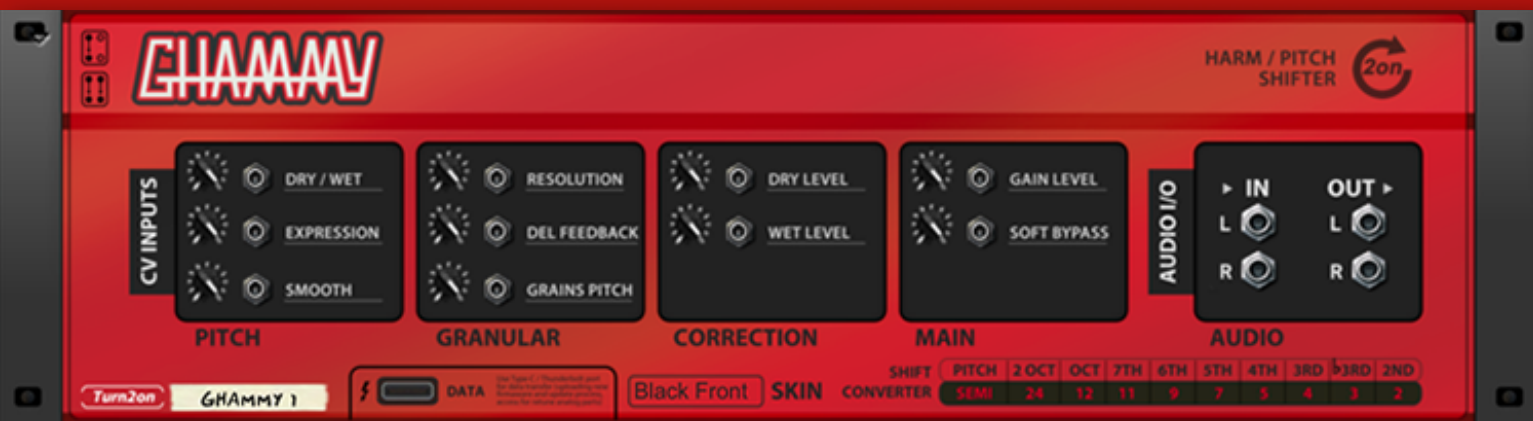 GHAMMY
HARM / PITCH
SHIFTER
2on
CV INPUTS
DRY / WET
EXPRESSION
SMOOTH
PITCH
RESOLUTION
DEL FEEDBACK
GRAINS PITCH
GRANULAR
DRY LEVEL
WET LEVEL
CORRECTION
GAIN LEVEL
SOFT BYPASS
MAIN
AUDIO I/O
IN OUT
L L
R R
AUDIO
Turn2on
GHAMMY 1
DATA
Black Front SKIN
SHIFT PITCH 2 OCT OCT 7TH 6TH 5TH 4TH 3RD ♭3RD 2ND
CONVERTER SEMI 24 12 11 9 7 5 4 3 2